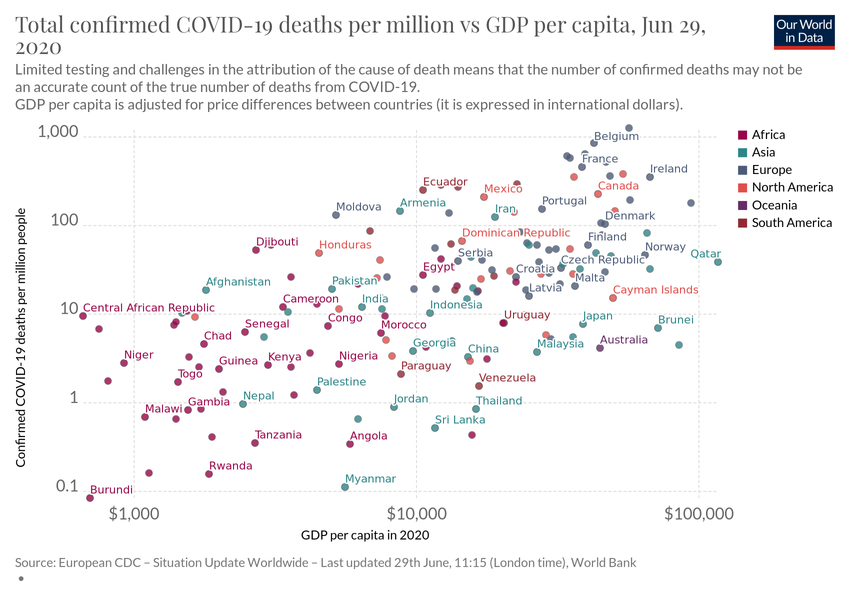 Total confirmed COVID-19 deaths per million vs GDP per capita, Jun 29,
2020
Our World
in Data
Limited testing and challenges in the attribution of the cause of death means that the number of confirmed deaths may not be
an accurate count of the true number of deaths from COVID-19.
GDP per capita is adjusted for price differences between countries (it is expressed in international dollars).
1,000
100
10
1
0.1
Confirmed COVID-19 deaths per million people
Belgium
France
Ireland
Ecuador
Mexico
Canada
Moldova
Armenia
Iran
Portugal
Denmark
Djibouti
Honduras
Dominican Republic
Finland
Serbia
Norway
Qatar
Egypt
Croatia
Czech Republic
Afghanistan
Pakistan
Latvia
Malta
Cayman Islands
Central African Republic
Cameroon
India
Indonesia
Senegal
Congo
Morocco
Uruguay
Japan
Brunei
Chad
Georgia
China
Malaysia
Australia
Niger
Guinea
Kenya
Nigeria
Paraguay
Togo
Palestine
Venezuela
Malawi
Gambia
Nepal
Jordan
Thailand
Sri Lanka
Tanzania
Angola
Rwanda
Myanmar
Burundi
$1,000
$10,000
$100,000
GDP per capita in 2020
Africa
Asia
Europe
North America
Oceania
South America
Source: European CDC – Situation Update Worldwide – Last updated 29th June, 11:15 (London time), World Bank